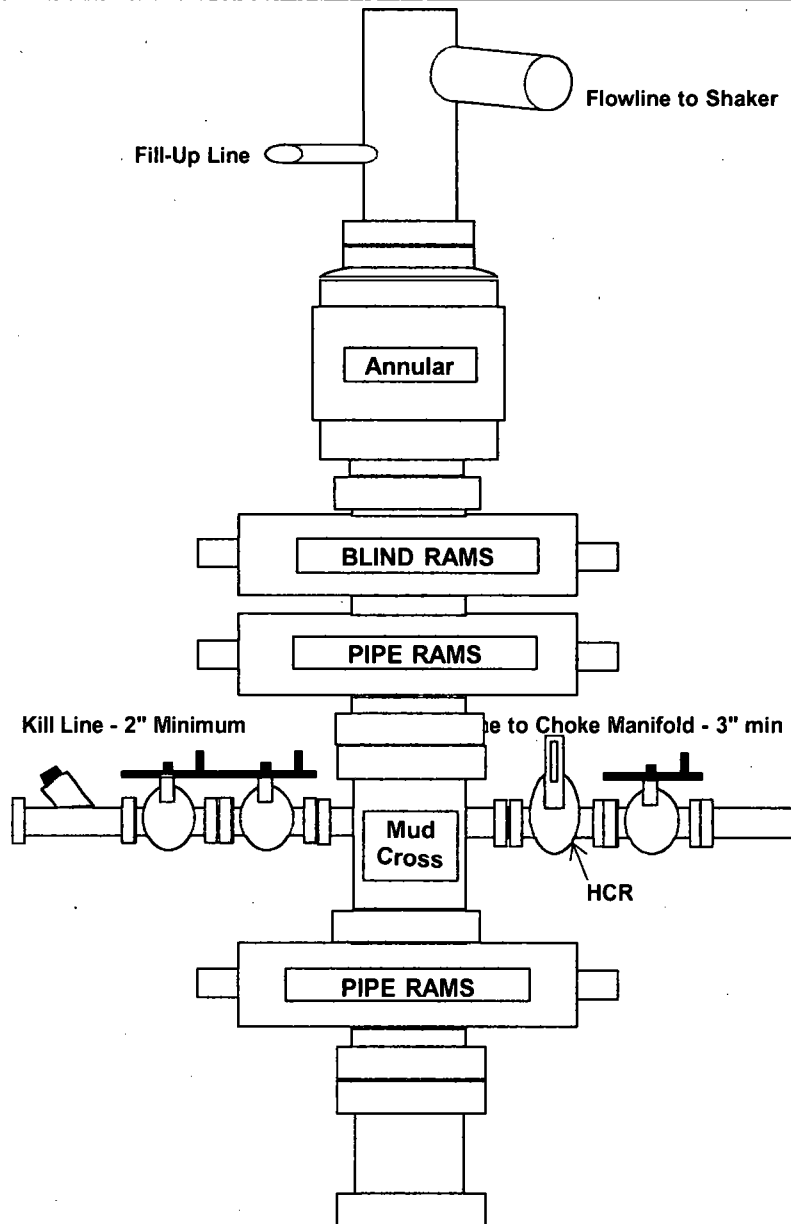 Flowline to Shaker
Fill-Up Line
Annular
BLIND RAMS
PIPE RAMS
Kill Line - 2" Minimum
to Choke Manifold - 3" min
Mud
Cross
HCR
PIPE RAMS